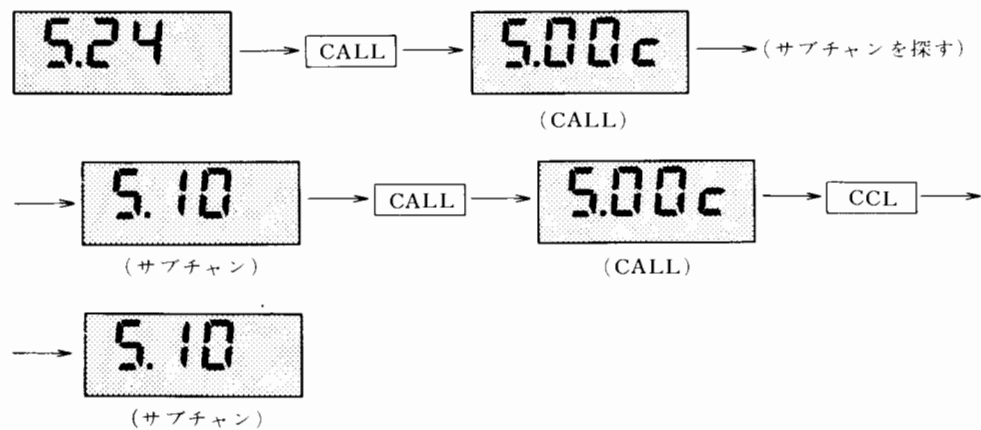 5.24 CALL 5.00c (サブチャンを探す)
(CALL)
5.10 CALL 5.00c CCL
(サブチャン) (CALL)
5.10
(サブチャン)